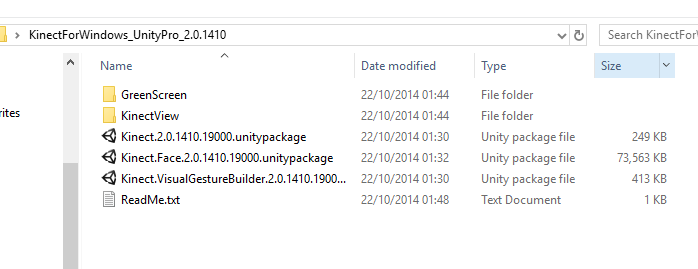 KinectForWindows_UnityPro_2.0.1410
Search KinectForW
Name Date modified Type Size
GreenScreen 22/10/2014 01:44 File folder
rites
KinectView 22/10/2014 01:44 File folder
Kinect.2.0.1410.19000.unitypackage 22/10/2014 01:30 Unity package file 249 KB
Kinect.Face.2.0.1410.19000.unitypackage 22/10/2014 01:32 Unity package file 73,563 KB
Kinect.VisualGestureBuilder.2.0.1410.1900... 22/10/2014 01:30 Unity package file 413 KB
ReadMe.txt 22/10/2014 01:48 Text Document 1 KB